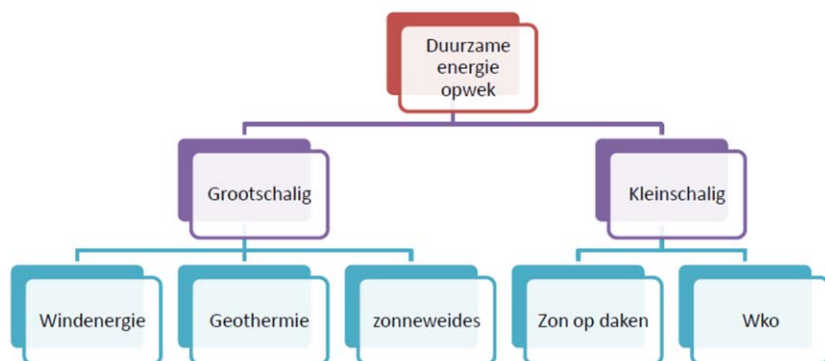 Duurzame
energie
opwek
Grootschalig
Kleinschalig
Windenergie
Geothermie
zonneweides
Zon op daken
Wko